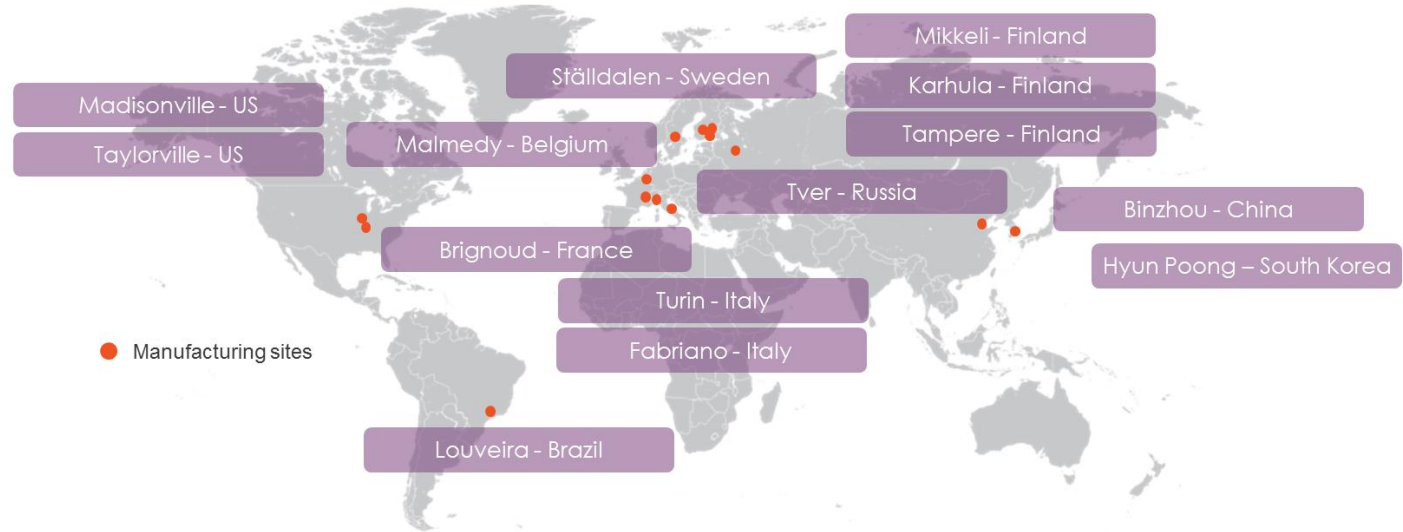 Mikkeli - Finland
Ställdalen - Sweden
Karhula - Finland
Madisonville - US
Tampere - Finland
Malmedy - Belgium
Taylorville - US
Tver - Russia
Binzhou - China
Brignoud - France
Hyun Poong – South Korea
Turin - Italy
Manufacturing sites
Fabriano - Italy
Louveira - Brazil